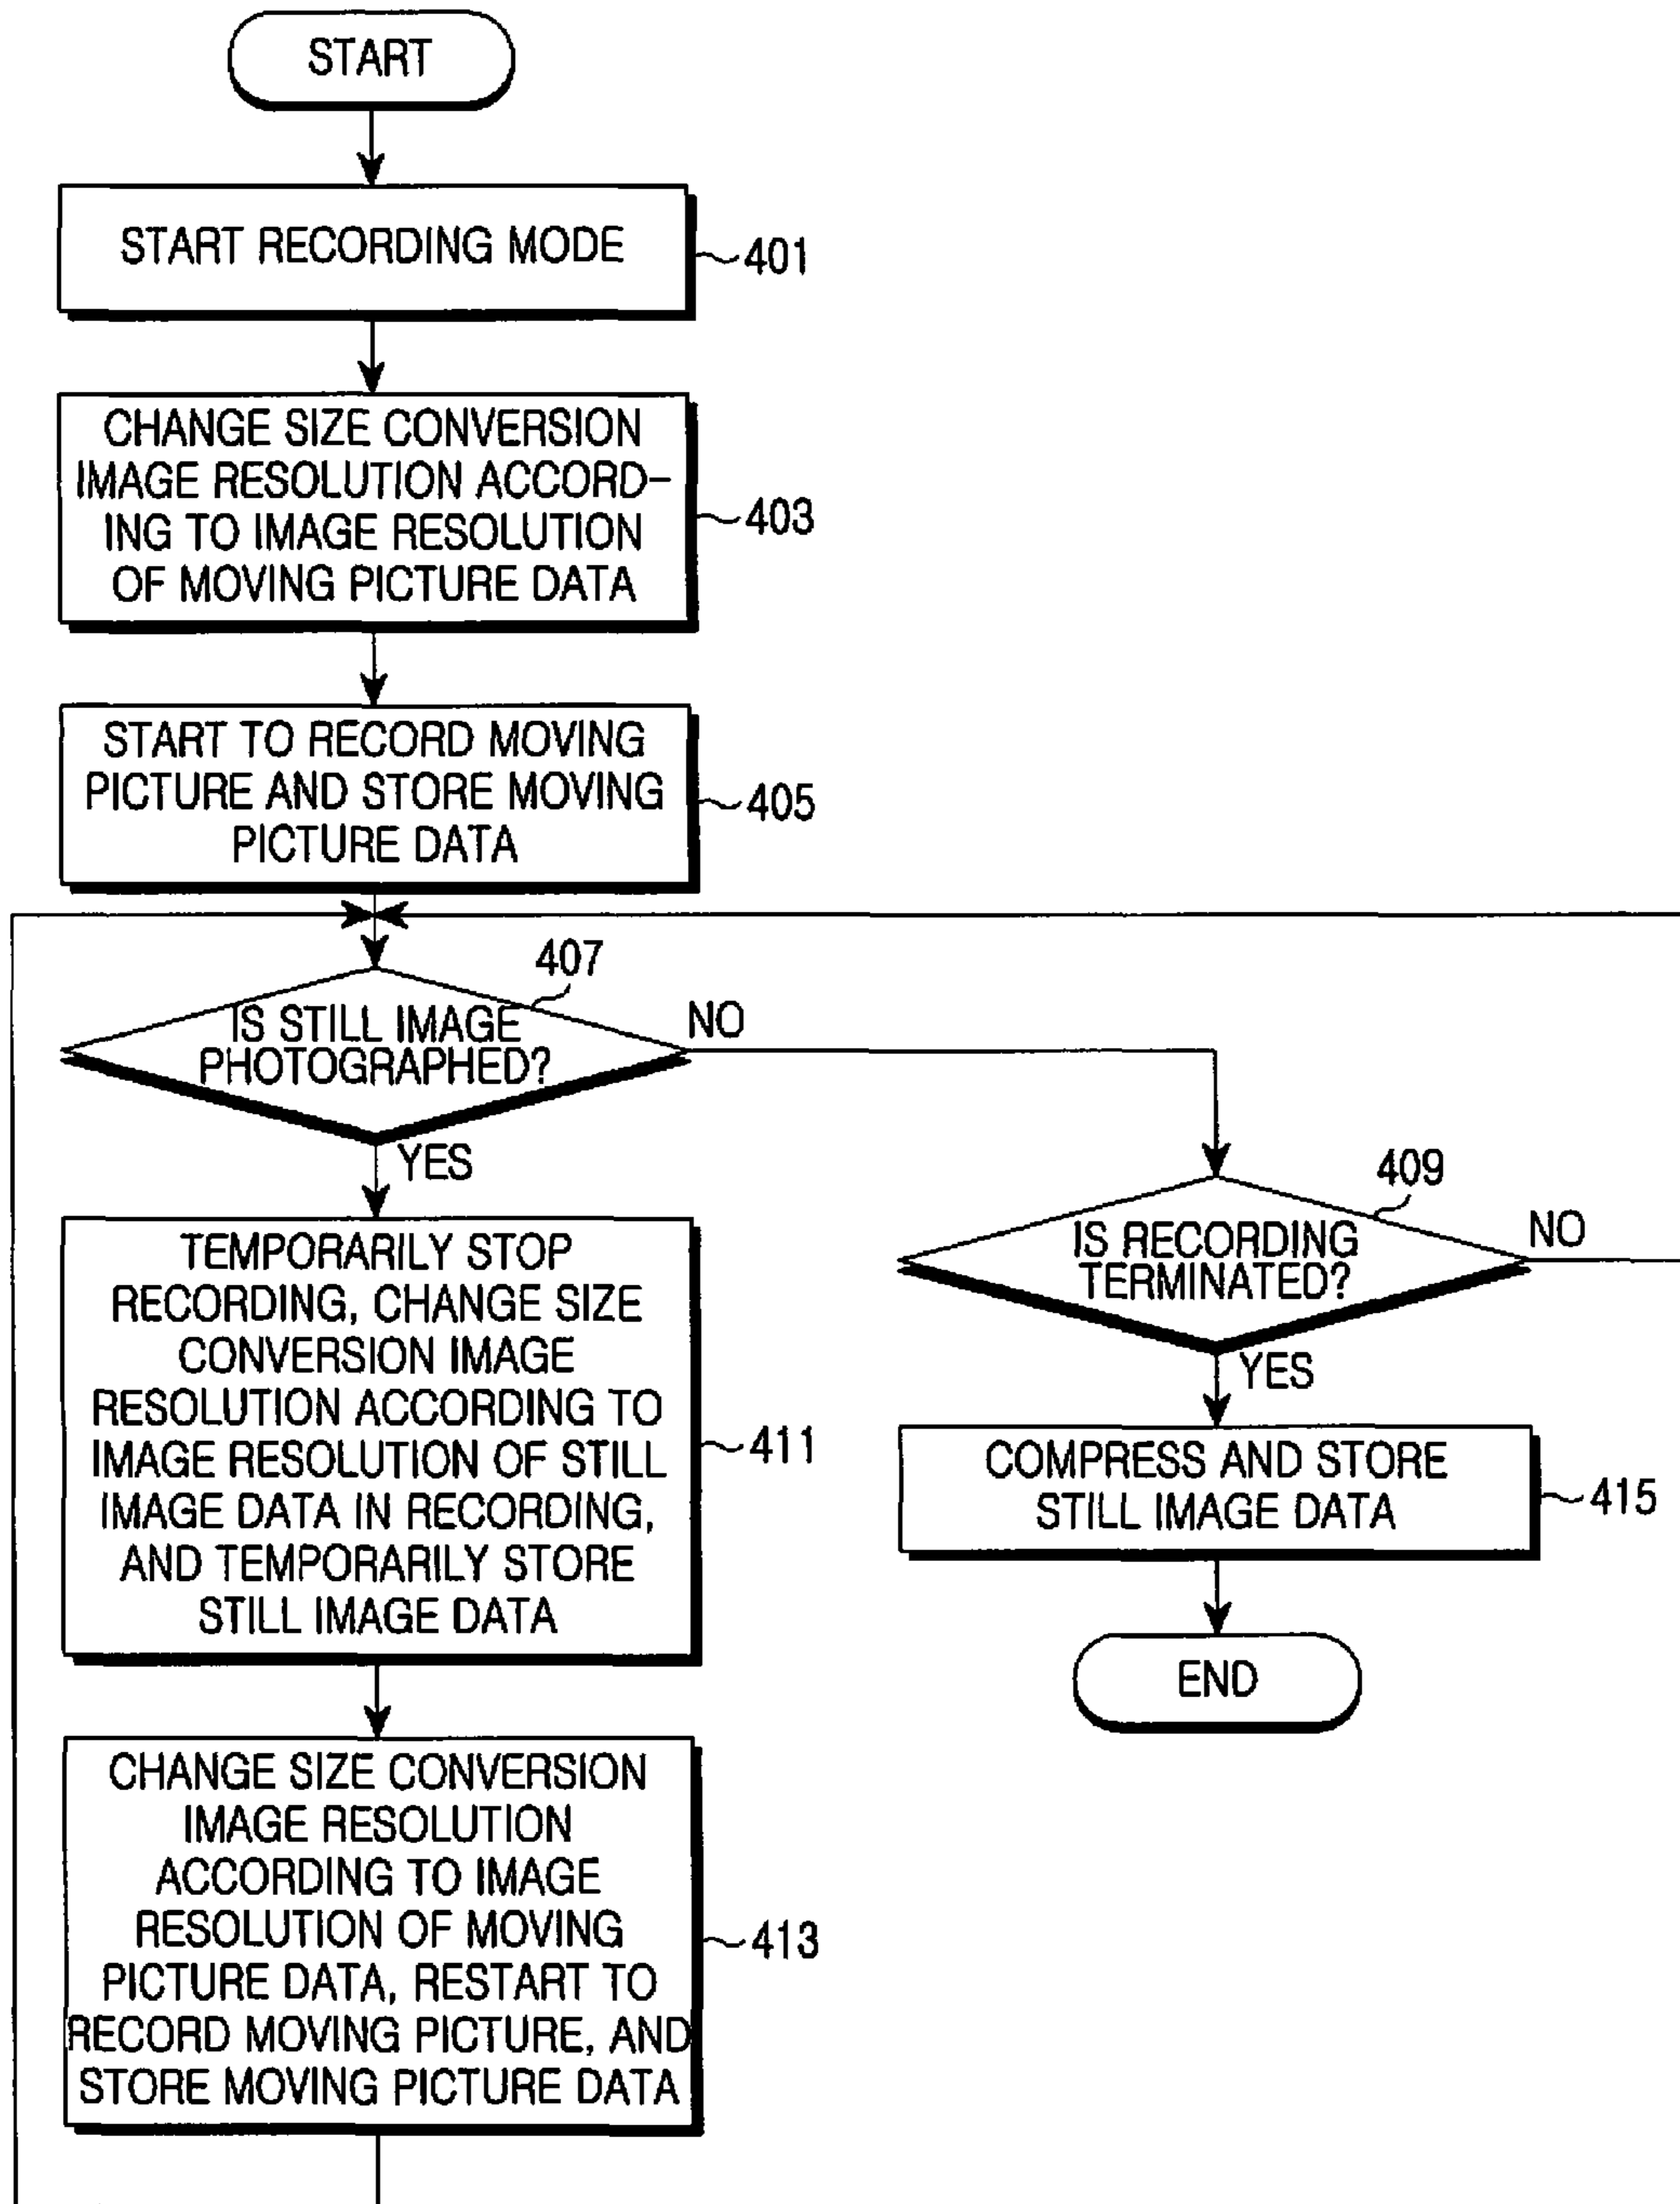 START
START RECORDING MODE
401
CHANGE SIZE CONVERSION
IMAGE RESOLUTION ACCORD-
ING TO IMAGE RESOLUTION
OF MOVING PICTURE DATA
403
START TO RECORD MOVING
PICTURE AND STORE MOVING
PICTURE DATA
405
407
IS STILL IMAGE
PHOTOGRAPHED?
NO
YES
409
IS RECORDING
TERMINATED?
NO
YES
TEMPORARILY STOP
RECORDING, CHANGE SIZE
CONVERSION IMAGE
RESOLUTION ACCORDING TO
IMAGE RESOLUTION OF STILL
IMAGE DATA IN RECORDING,
AND TEMPORARILY STORE
STILL IMAGE DATA
411
COMPRESS AND STORE
STILL IMAGE DATA
415
END
CHANGE SIZE CONVERSION
IMAGE RESOLUTION
ACCORDING TO IMAGE
RESOLUTION OF MOVING
PICTURE DATA, RESTART TO
RECORD MOVING PICTURE, AND
STORE MOVING PICTURE DATA
413